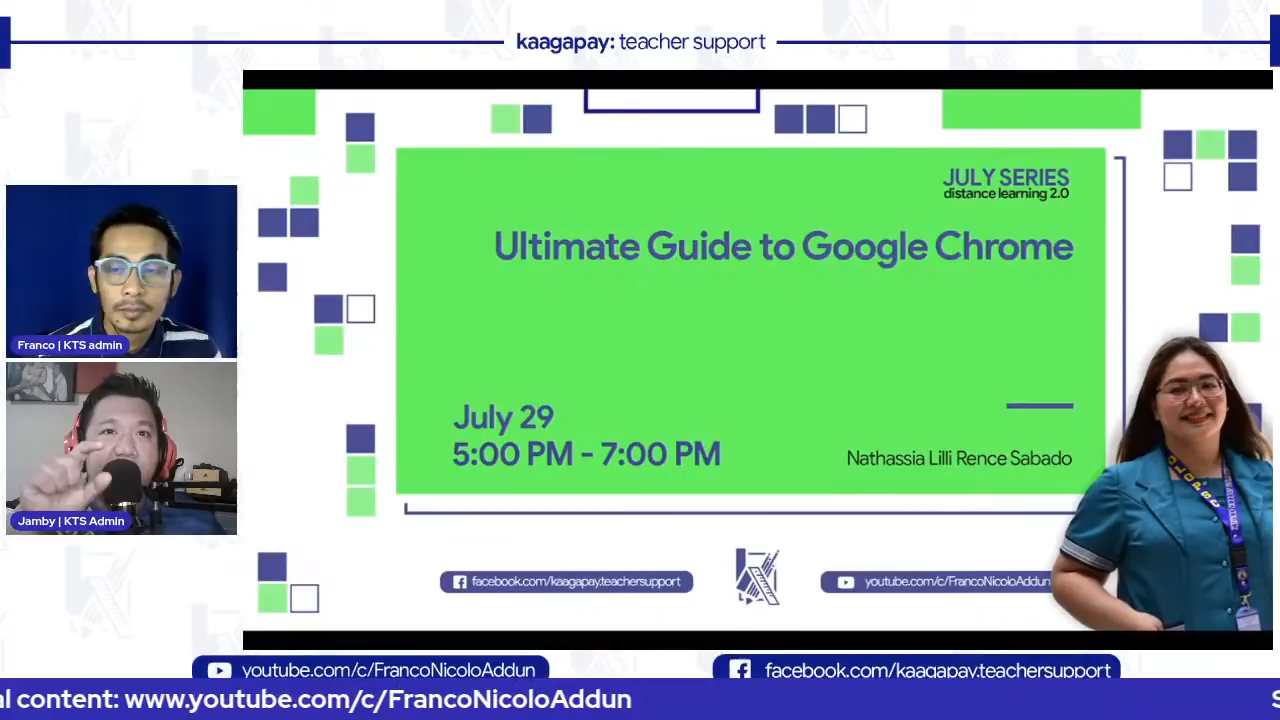 kaagapay: teacher support
JULY SERIES
distance learning 2.0
Ultimate Guide to Google Chrome
July 29
5:00 PM - 7:00 PM
Nathassia Lilli Rence Sabado
Franco | KTS admin
Jamby | KTS Admin
facebook.com/kaagapay.teachersupport
youtube.com/c/FrancoNicoloAddun
youtube.com/c/FrancoNicoloAddun
facebook.com/kaagapay.teachersupport
al content: www.youtube.com/c/FrancoNicoloAddun